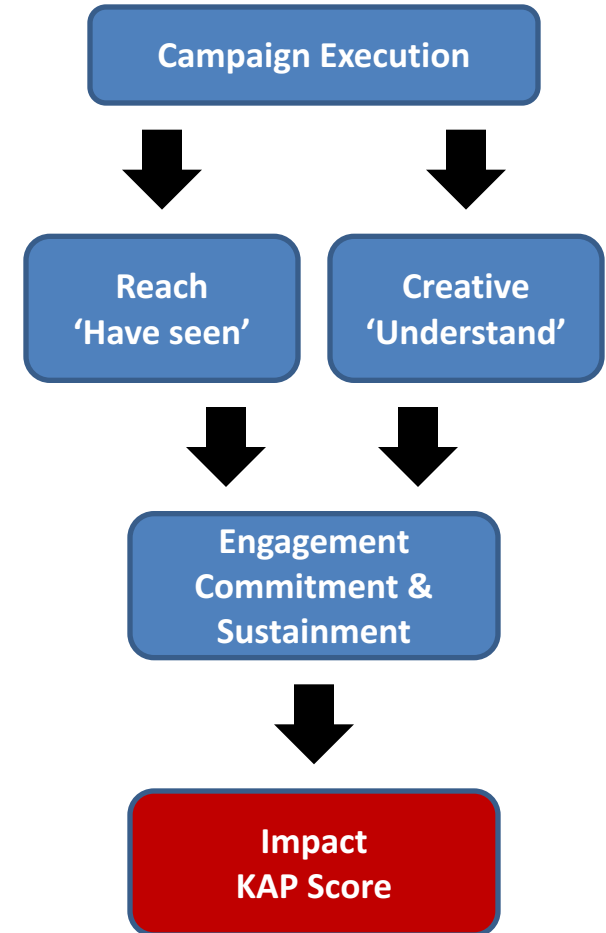 Campaign Execution
Reach
‘Have seen’
Creative
‘Understand’
Engagement
Commitment &
Sustainment
Impact
KAP Score